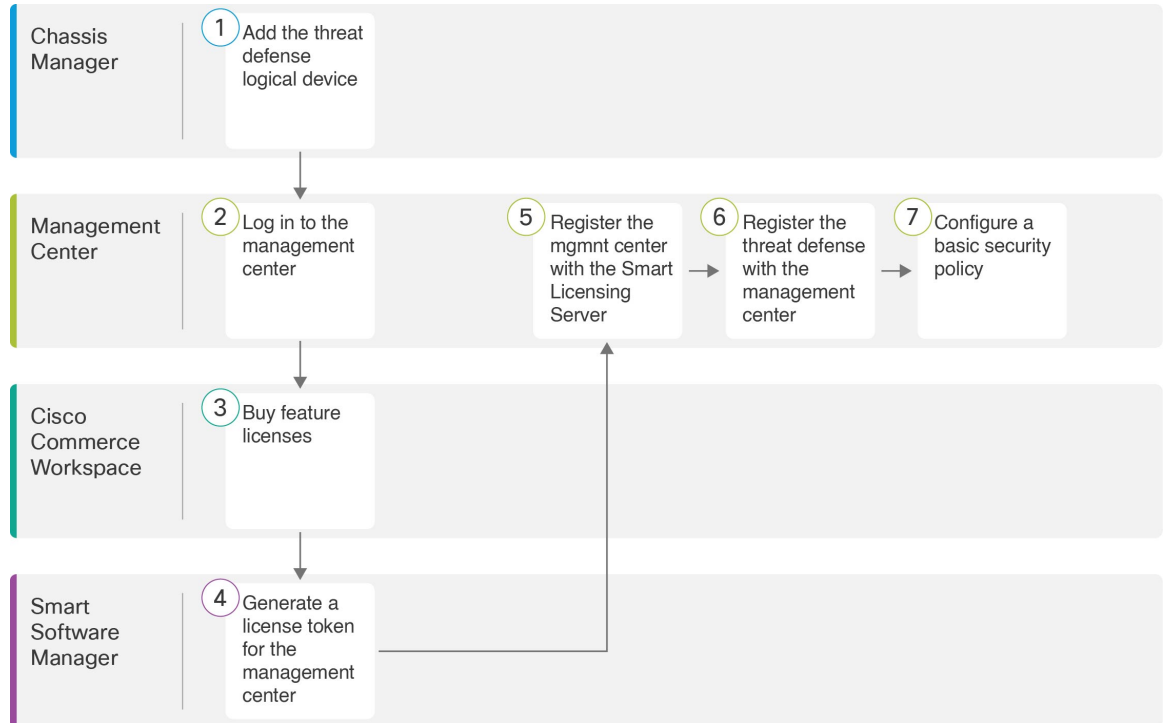 Chassis
Manager
1
Add the threat
defense
logical device
Management
Center
2
Log in to the
management
center
5
Register the
mgmnt center
with the Smart
Licensing
Server
6
Register the
threat defense
with the
management
center
7
Configure a
basic security
policy
Cisco
Commerce
Workspace
3
Buy feature
licenses
Smart
Software
Manager
4
Generate a
license token
for the
management
center